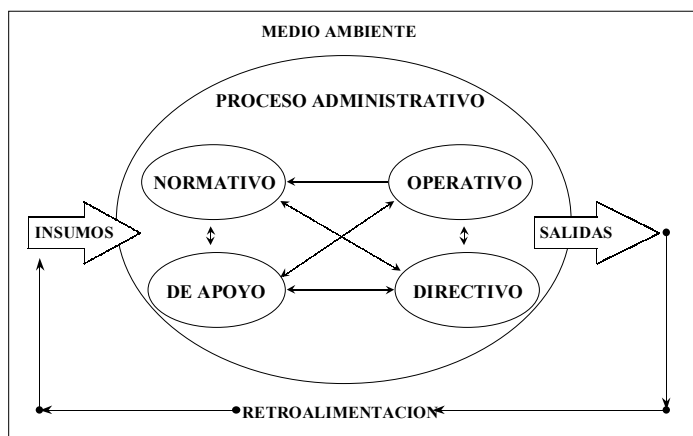 MEDIO AMBIENTE
PROCESO ADMINISTRATIVO
NORMATIVO
OPERATIVO
INSUMOS
SALIDAS
DE APOYO
DIRECTIVO
RETROALIMENTACION